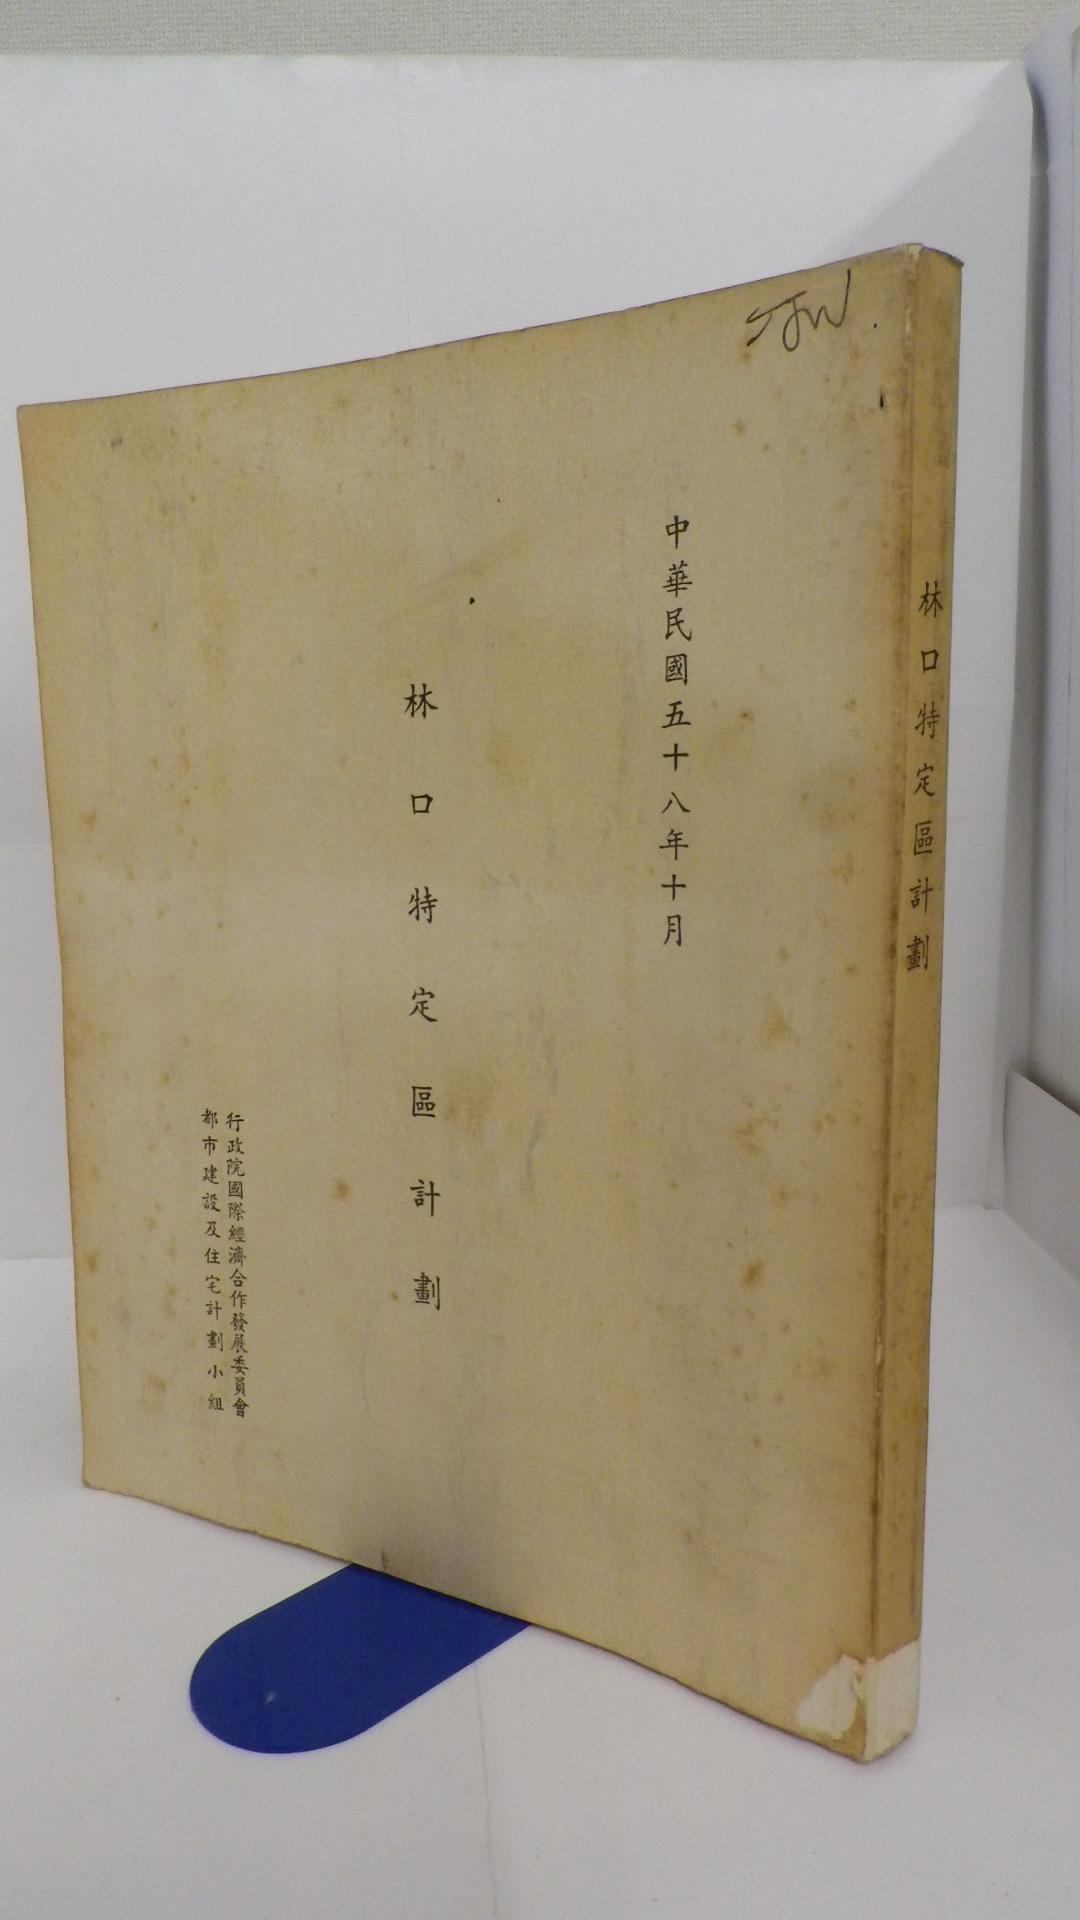 中華民國五十八年十月
林口特定區計劃
行政院國際經濟合作發展委員會
都市建設及住宅計劃小組
林口特定區計劃